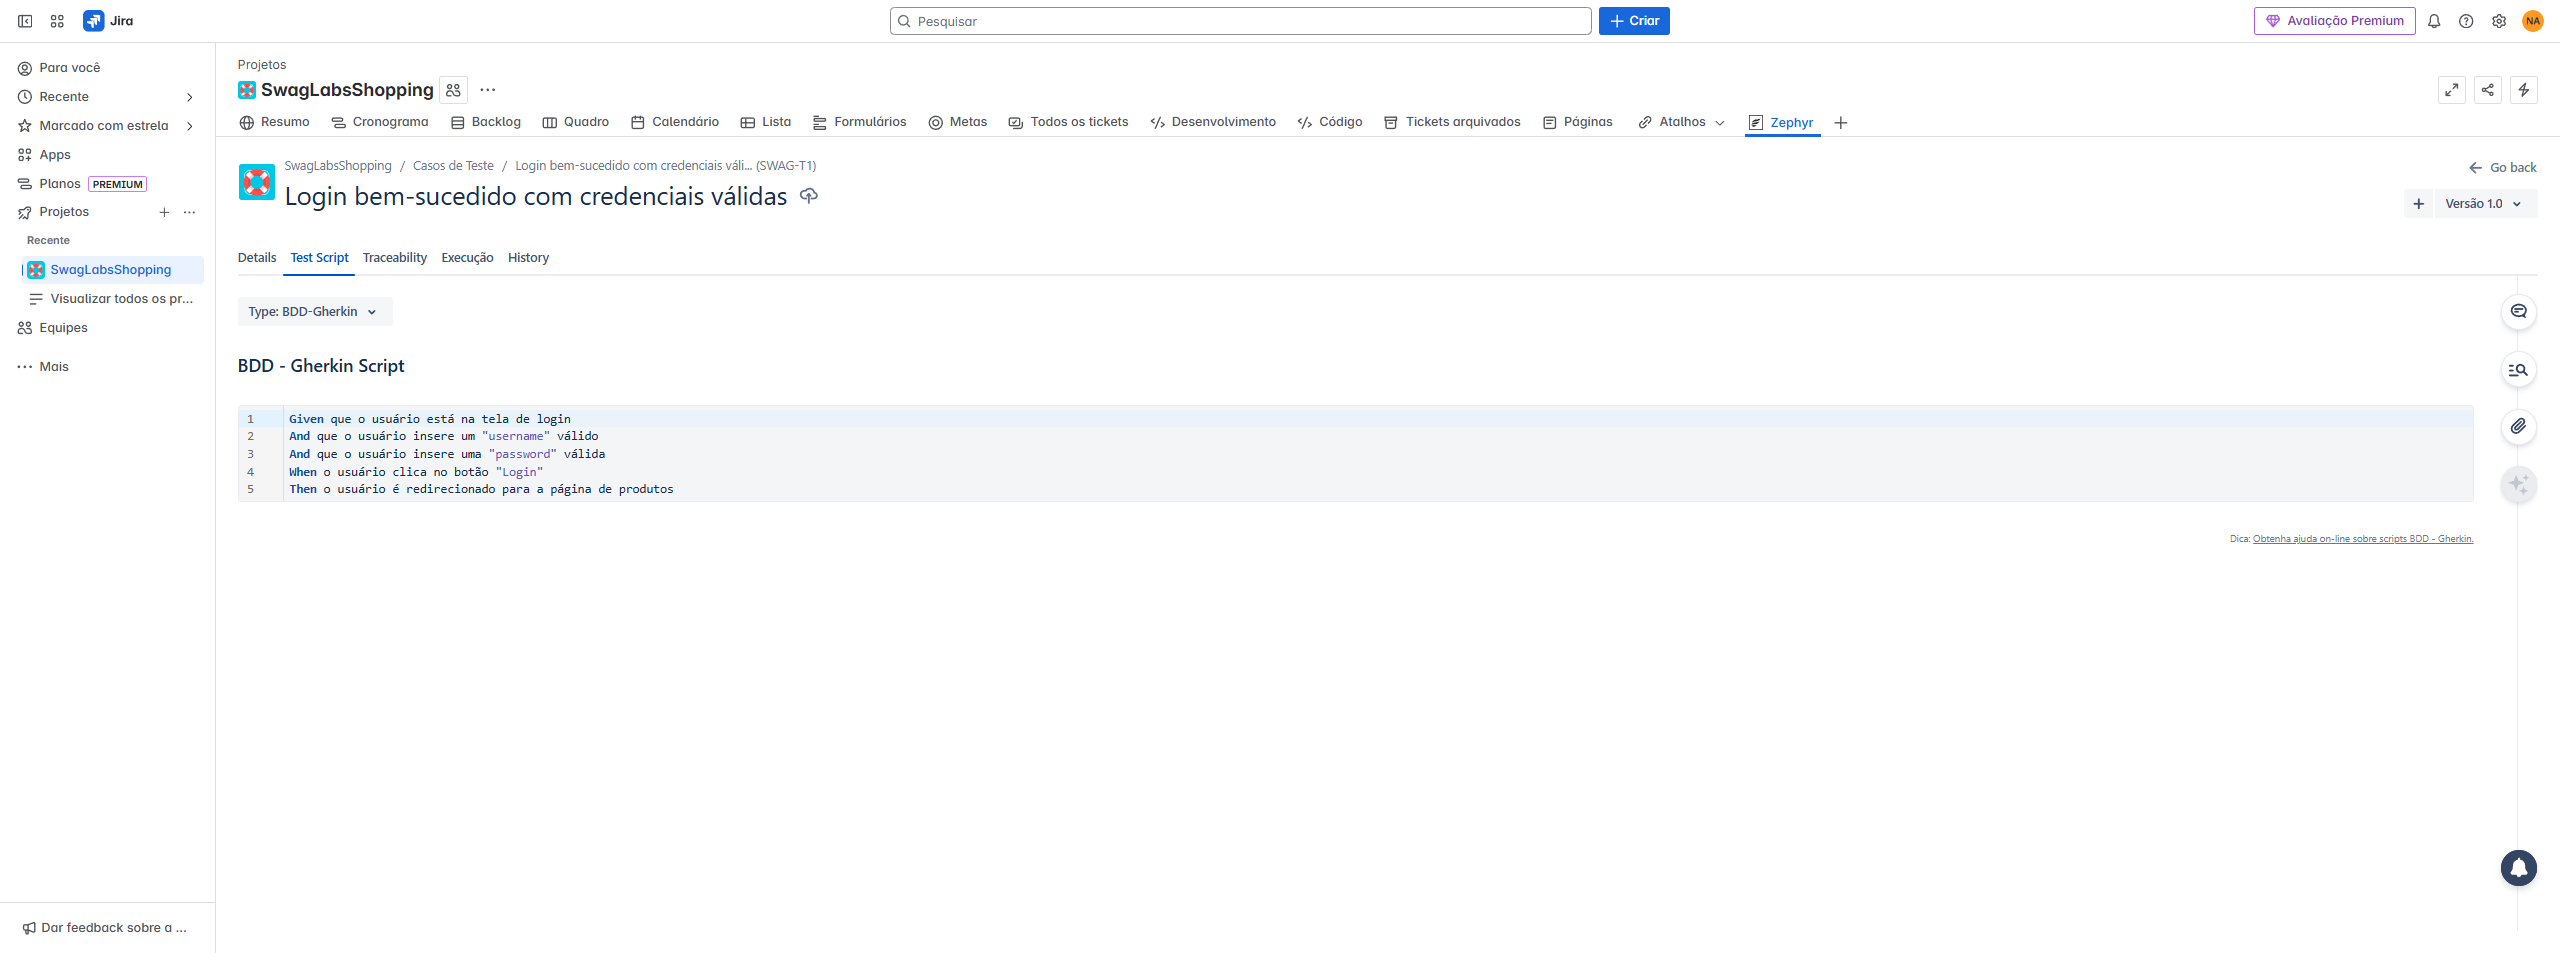 Jira
Pesquisar
Criar
Avaliação Premium
NA
Para você
Recente
Marcado com estrela
Apps
Planos PREMIUM
Projetos
Recente
SwagLabsShopping
Visualizar todos os pr...
Equipes
Mais
Dar feedback sobre a ...
Projetos
SwagLabsShopping
Resumo
Cronograma
Backlog
Quadro
Calendário
Lista
Formulários
Metas
Todos os tickets
Desenvolvimento
Código
Tickets arquivados
Páginas
Atalhos
Zephyr
SwagLabsShopping / Casos de Teste / Login bem-sucedido com credenciais váli... (SWAG-T1)
Go back
Login bem-sucedido com credenciais válidas
Versão 1.0
Details
Test Script
Traceability
Execução
History
Type: BDD-Gherkin
BDD - Gherkin Script
1 Given que o usuário está na tela de login
2 And que o usuário insere um "username" válido
3 And que o usuário insere uma "password" válida
4 When o usuário clica no botão "Login"
5 Then o usuário é redirecionado para a página de produtos
Dica: Obtenha ajuda on-line sobre scripts BDD - Gherkin.